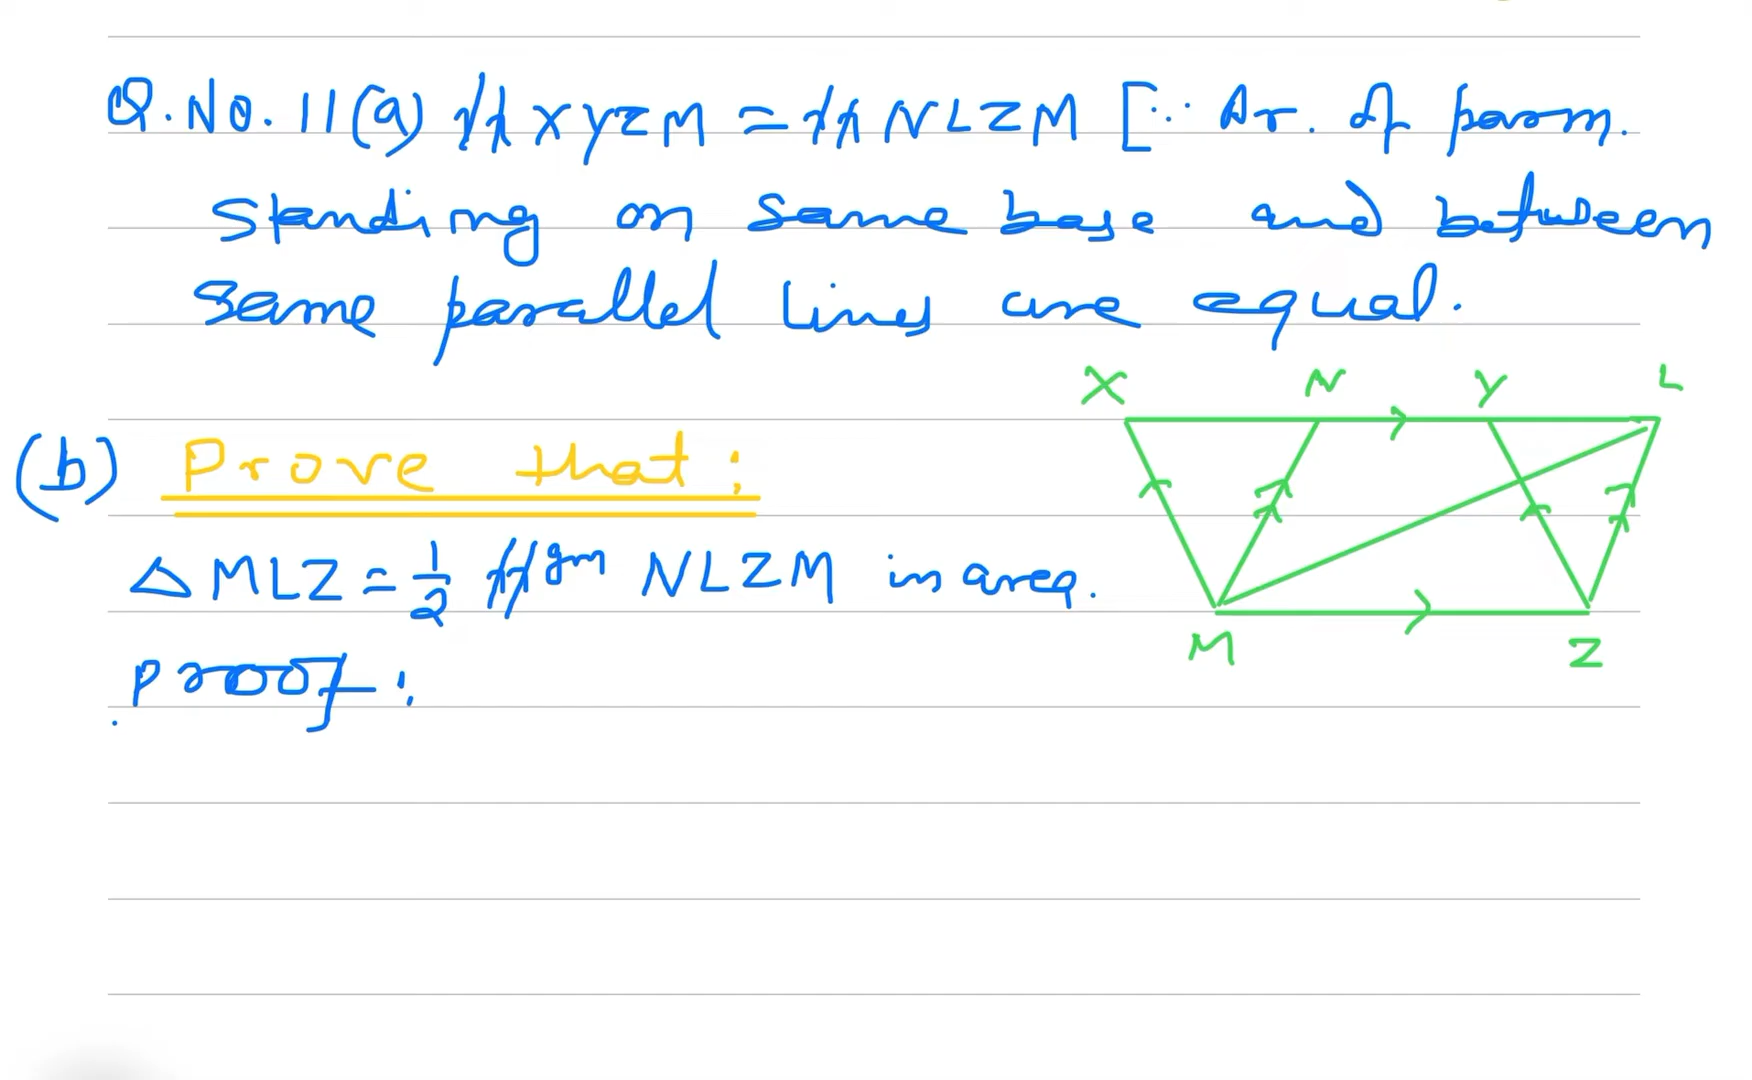 Q.No. 11(a) //m XYZM = //m NLZM [∵ Ar. of parm.
standing on same base and between
same parallel lines are equal.
X N Y L
(b) Prove that:
△MLZ = 1/2 //gm NLZM in area.
M Z
Proof: